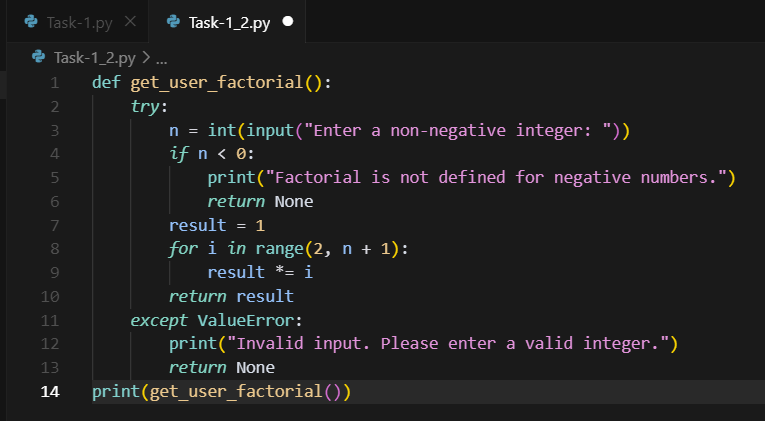 Task-1.py × Task-1_2.py ●
Task-1_2.py > ...
1 def get_user_factorial():
2     try:
3         n = int(input("Enter a non-negative integer: "))
4         if n < 0:
5             print("Factorial is not defined for negative numbers.")
6             return None
7         result = 1
8         for i in range(2, n + 1):
9             result *= i
10         return result
11     except ValueError:
12         print("Invalid input. Please enter a valid integer.")
13         return None
14 print(get_user_factorial())